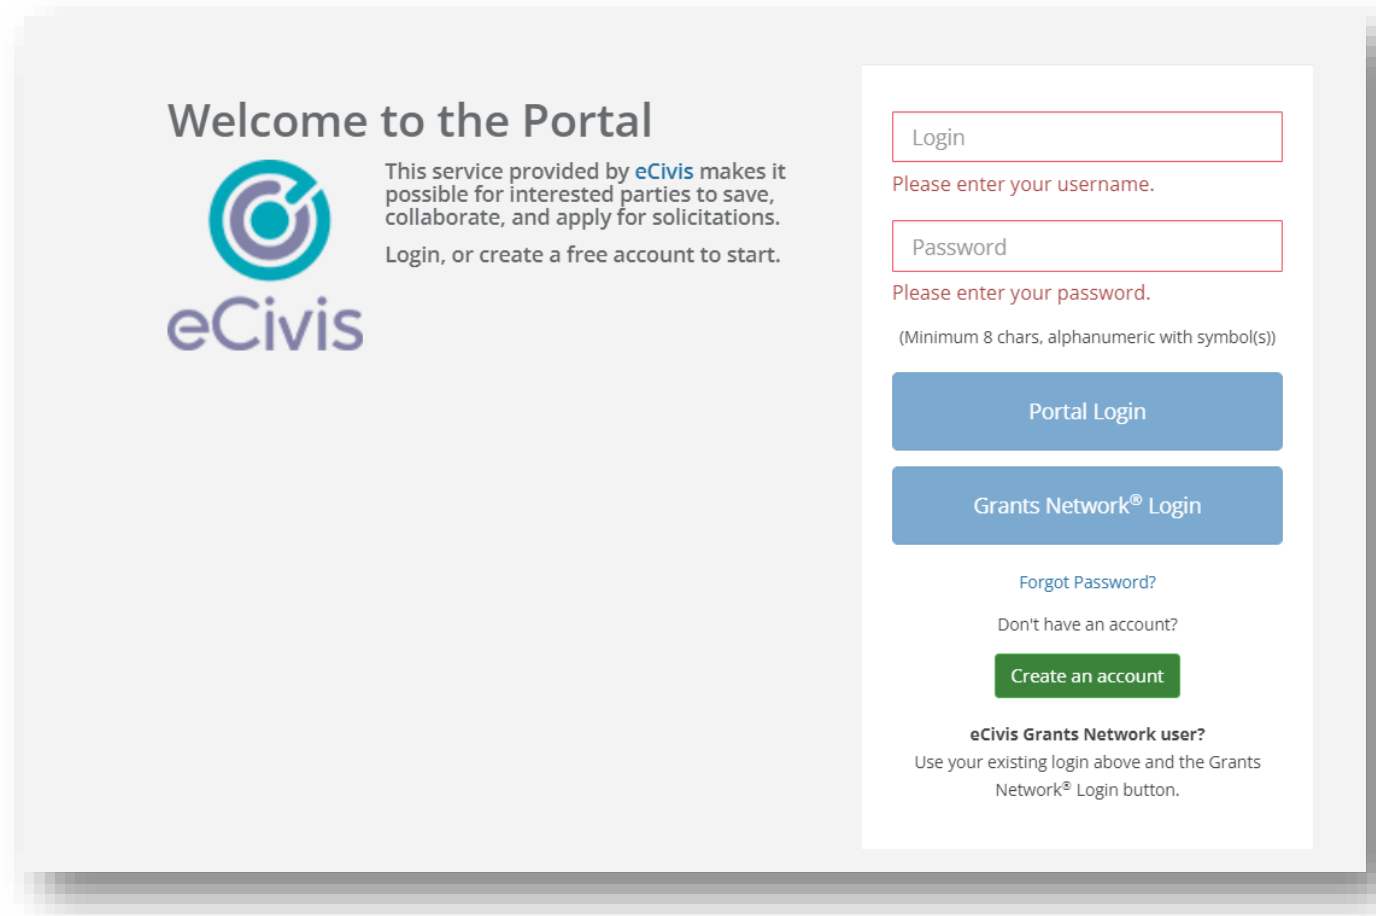 Welcome to the Portal
eCivis
This service provided by eCivis makes it
possible for interested parties to save,
collaborate, and apply for solicitations.
Login, or create a free account to start.
Login
Please enter your username.
Password
Please enter your password.
(Minimum 8 chars, alphanumeric with symbol(s))
Portal Login
Grants Network® Login
Forgot Password?
Don't have an account?
Create an account
eCivis Grants Network user?
Use your existing login above and the Grants
Network® Login button.